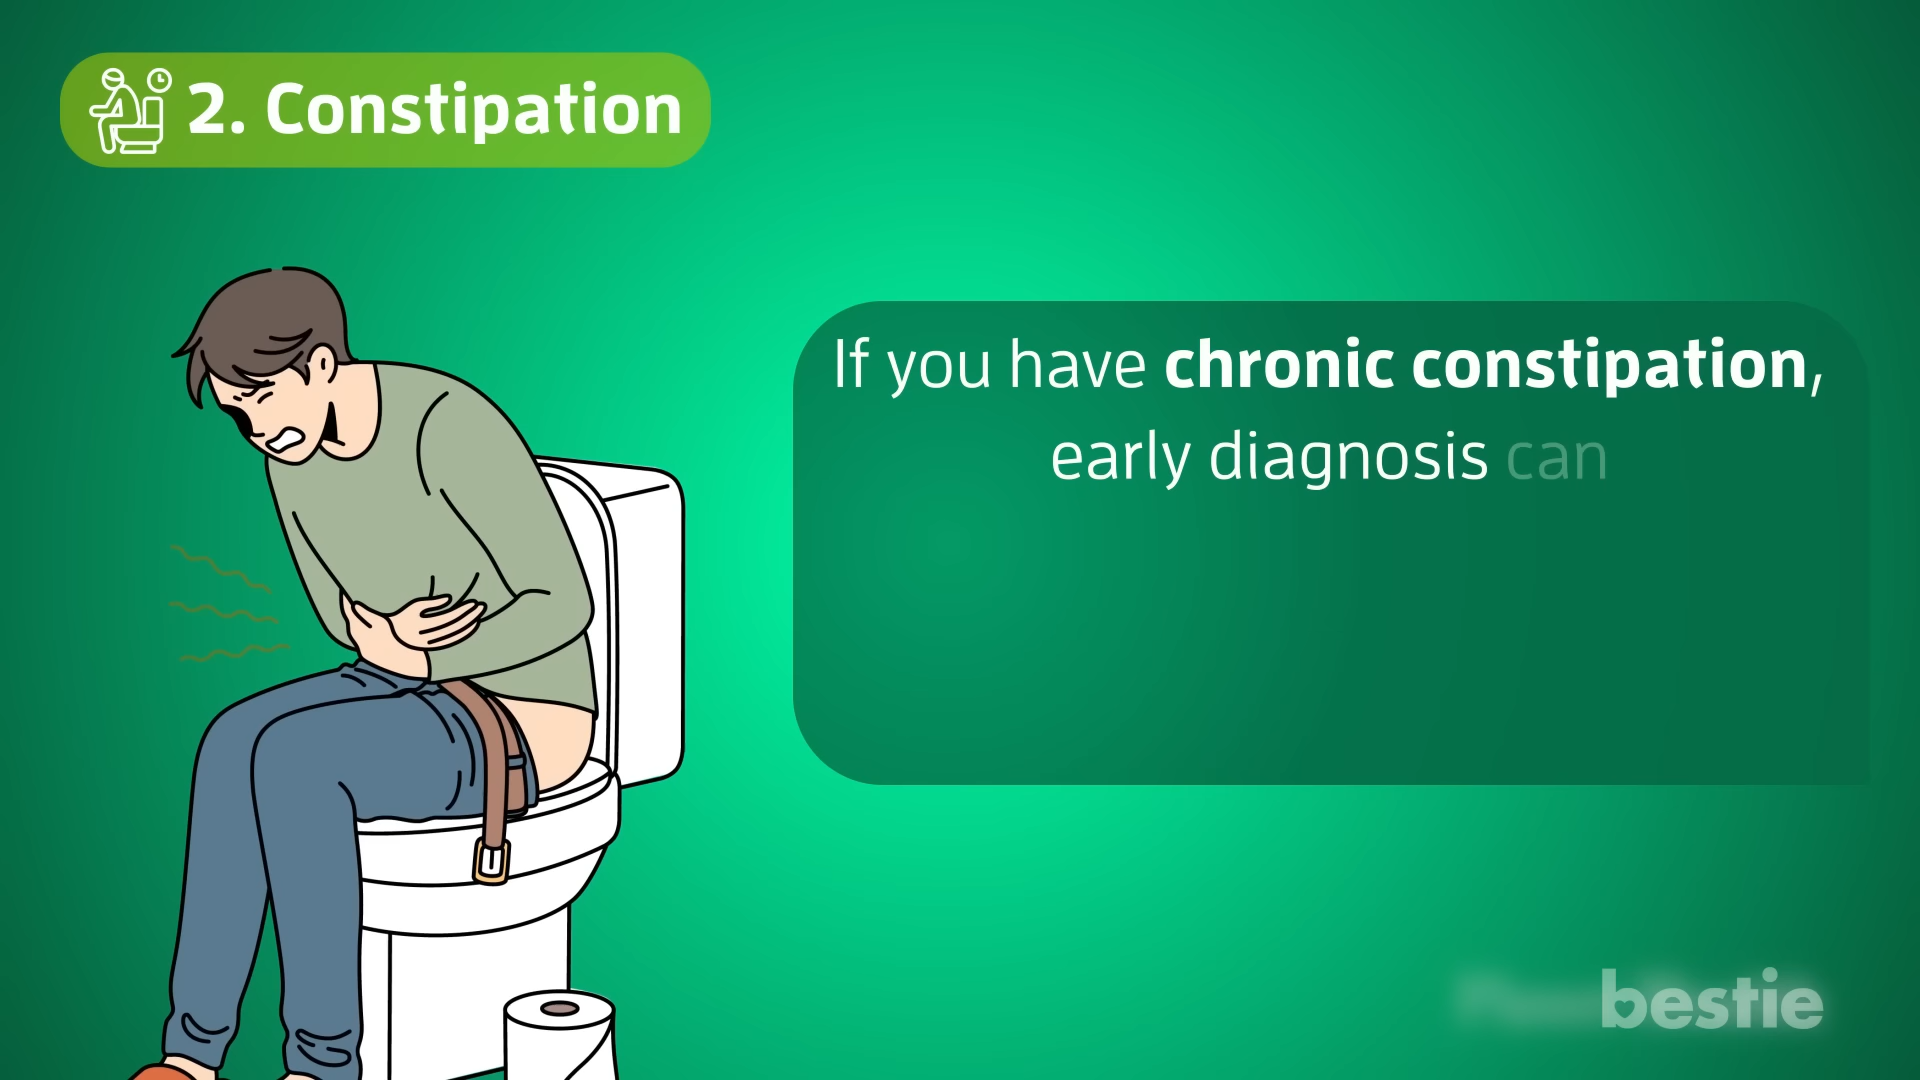 2. Constipation
If you have chronic constipation,
early diagnosis can
bestie